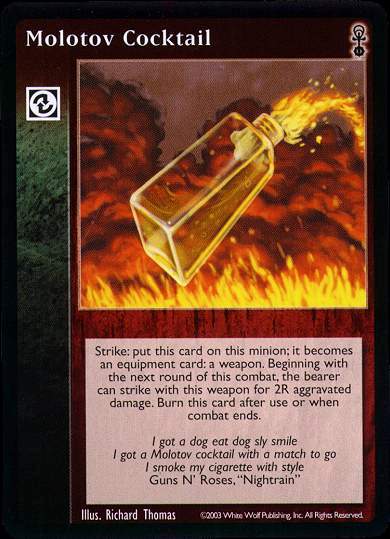 Molotov Cocktail
Strike: put this card on this minion; it becomes
an equipment card: a weapon. Beginning with
the next round of this combat, the bearer
can strike with this weapon for 2R aggravated
damage. Burn this card after use or when
combat ends.
I got a dog eat dog sly smile
I got a Molotov cocktail with a match to go
I smoke my cigarette with style
Guns N' Roses, "Nightrain"
Illus. Richard Thomas ©2003 White Wolf Publishing, Inc. All Rights Reserved.